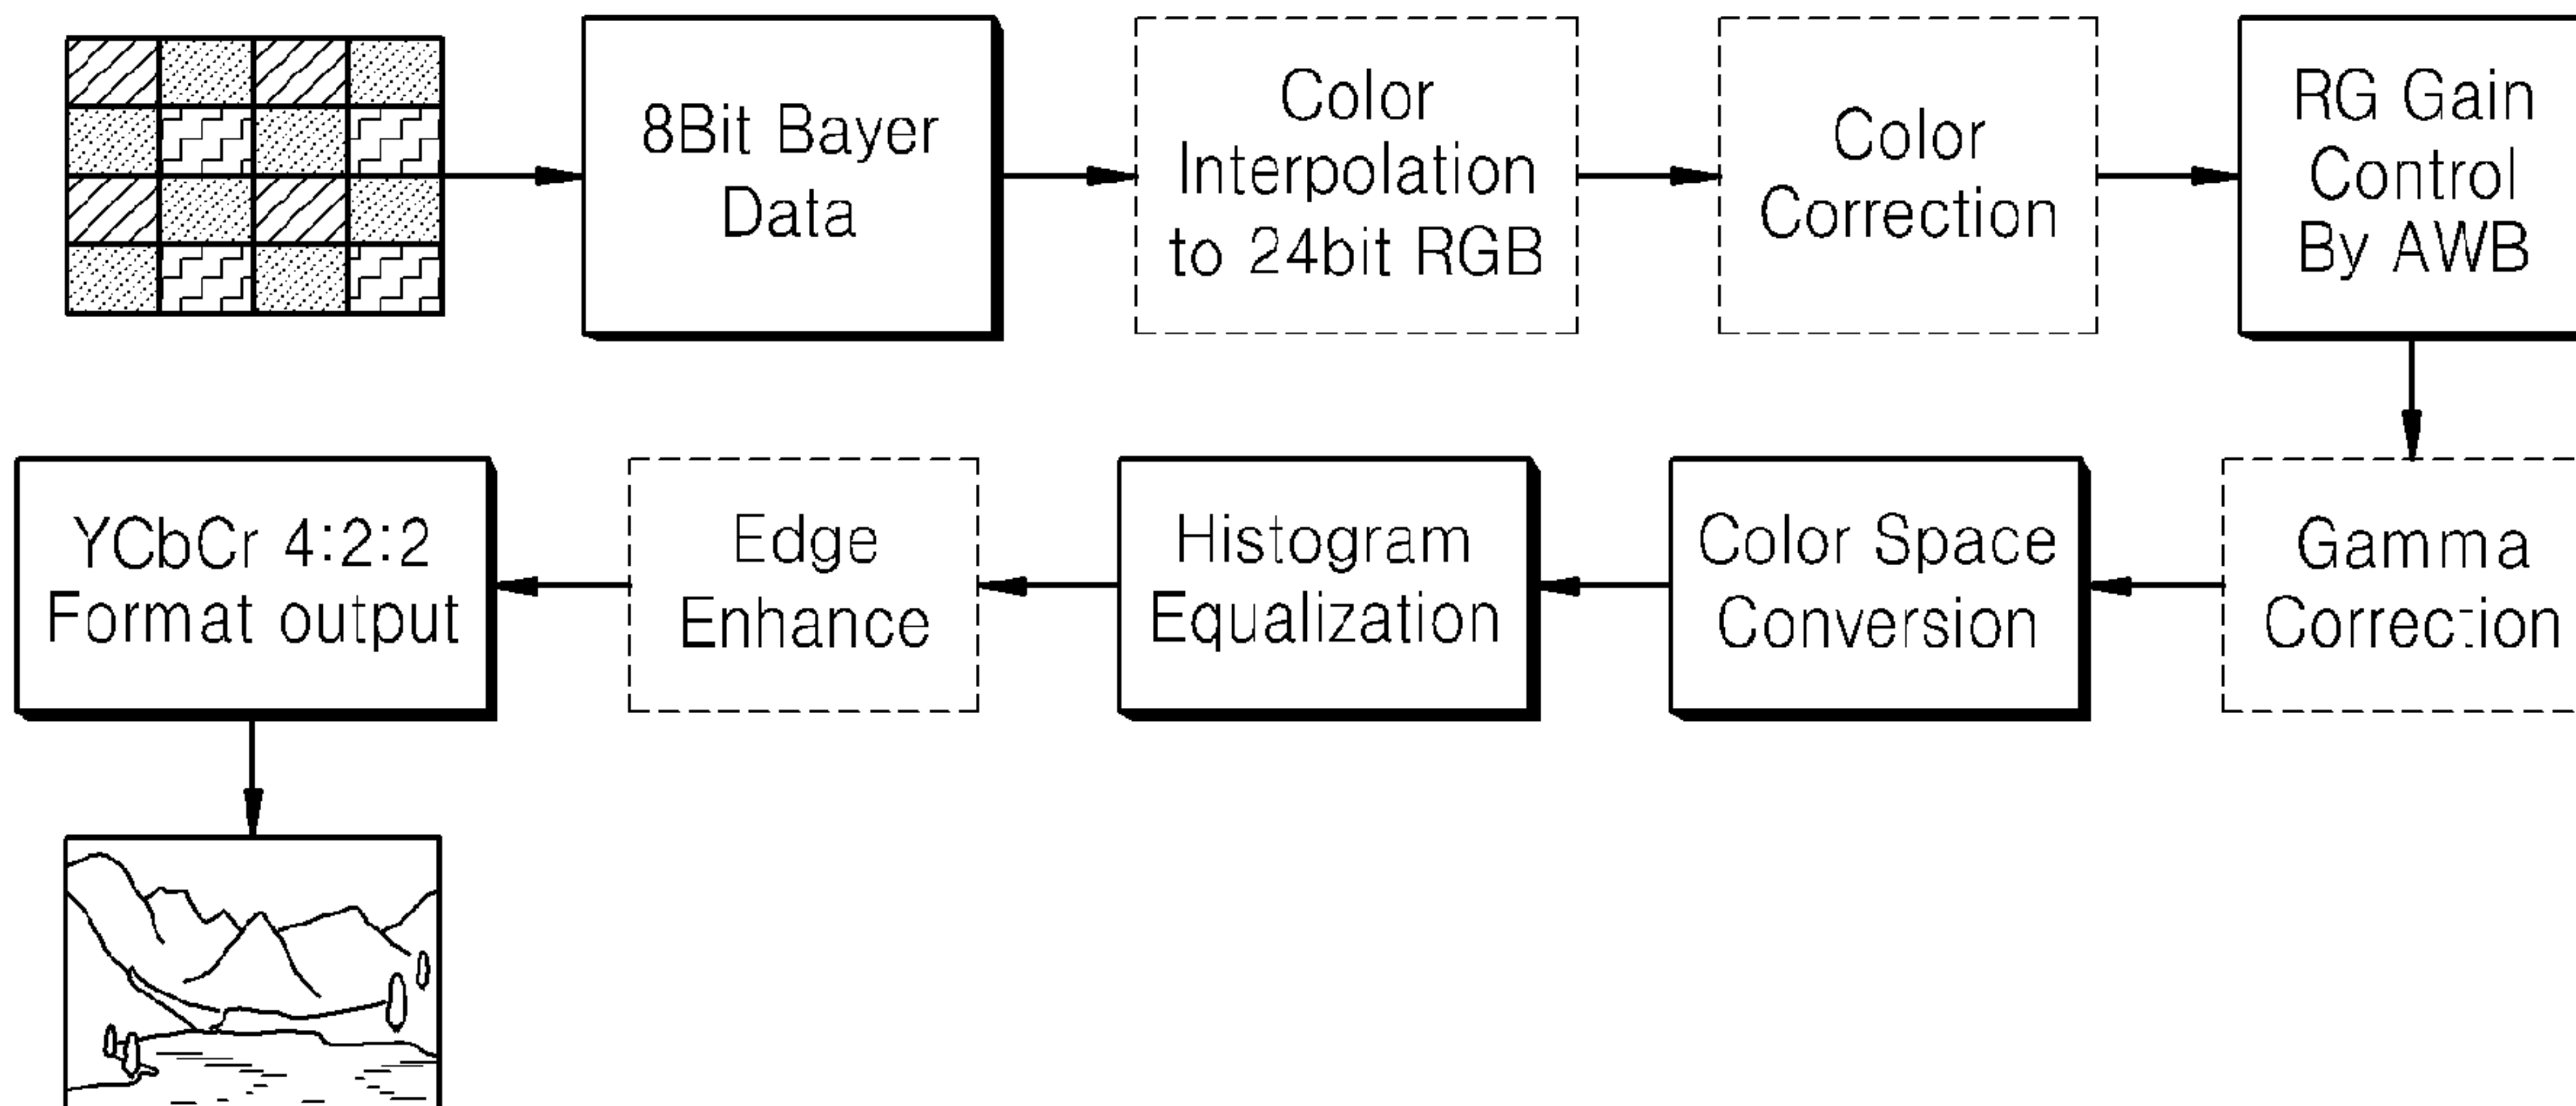 8Bit Bayer
Data
Color
Interpolation
to 24bit RGB
Color
Correction
RG Gain
Control
By AWB
YCbCr 4:2:2
Format output
Edge
Enhance
Histogram
Equalization
Color Space
Conversion
Gamma
Correction